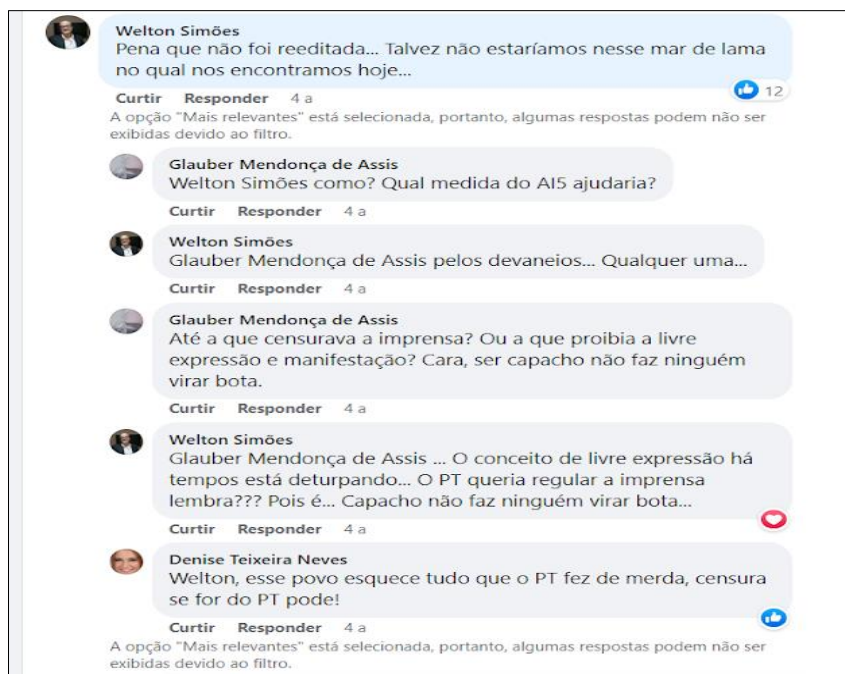 Welton Simões
Pena que não foi reeditada... Talvez não estaríamos nesse mar de lama
no qual nos encontramos hoje...
12
Curtir Responder 4 a
A opção "Mais relevantes" está selecionada, portanto, algumas respostas podem não ser
exibidas devido ao filtro.
Glauber Mendonça de Assis
Welton Simões como? Qual medida do AI5 ajudaria?
Curtir Responder 4 a
Welton Simões
Glauber Mendonça de Assis pelos devaneios... Qualquer uma...
Curtir Responder 4 a
Glauber Mendonça de Assis
Até a que censurava a imprensa? Ou a que proibia a livre
expressão e manifestação? Cara, ser capacho não faz ninguém
virar bota.
Curtir Responder 4 a
Welton Simões
Glauber Mendonça de Assis ... O conceito de livre expressão há
tempos está deturpando... O PT queria regular a imprensa
lembra??? Pois é... Capacho não faz ninguém virar bota...
Curtir Responder 4 a
Denise Teixeira Neves
Welton, esse povo esquece tudo que o PT fez de merda, censura
se for do PT pode!
Curtir Responder 4 a
A opção "Mais relevantes" está selecionada, portanto, algumas respostas podem não ser
exibidas devido ao filtro.